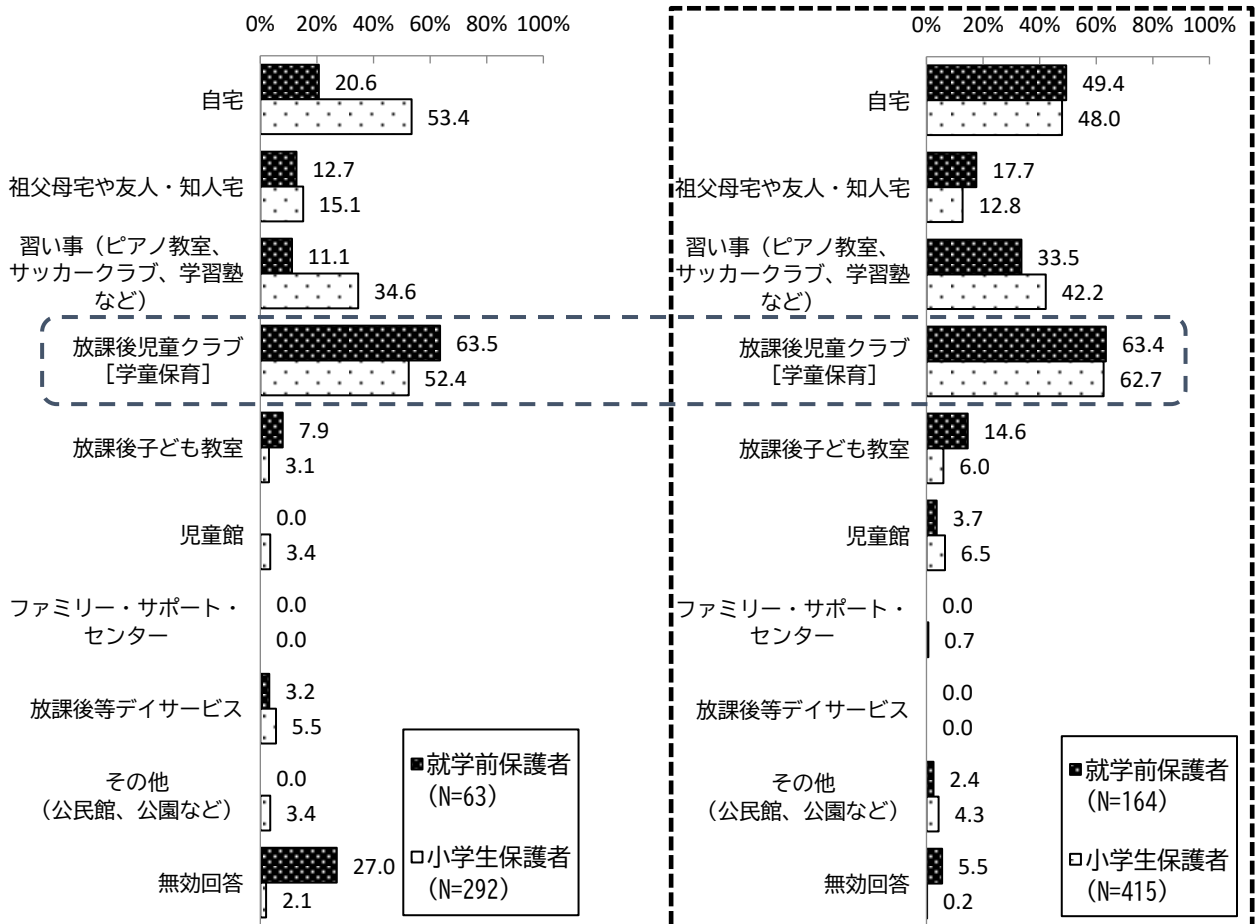 0% 20% 40% 60% 80% 100%
自宅
20.6
53.4
祖父母宅や友人・知人宅
12.7
15.1
習い事（ピアノ教室、
サッカークラブ、学習塾
など）
11.1
34.6
放課後児童クラブ
［学童保育］
63.5
52.4
放課後子ども教室
7.9
3.1
児童館
0.0
3.4
ファミリー・サポート・
センター
0.0
0.0
放課後等デイサービス
3.2
5.5
その他
（公民館、公園など）
0.0
3.4
無効回答
27.0
2.1
就学前保護者
(N=63)
小学生保護者
(N=292)
0% 20% 40% 60% 80% 100%
自宅
49.4
48.0
祖父母宅や友人・知人宅
17.7
12.8
習い事（ピアノ教室、
サッカークラブ、学習塾
など）
33.5
42.2
放課後児童クラブ
［学童保育］
63.4
62.7
放課後子ども教室
14.6
6.0
児童館
3.7
6.5
ファミリー・サポート・
センター
0.0
0.7
放課後等デイサービス
0.0
0.0
その他
（公民館、公園など）
2.4
4.3
無効回答
5.5
0.2
就学前保護者
(N=164)
小学生保護者
(N=415)